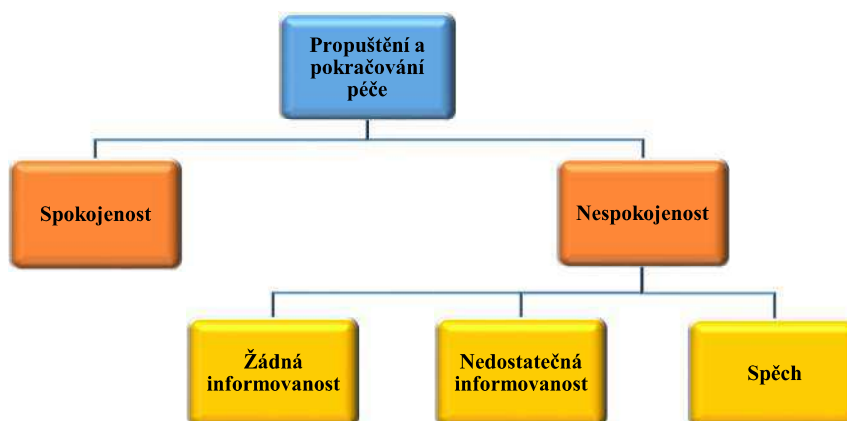 Propuštění a
pokračování
péče
Spokojenost
Nespokojenost
Žádná
informovanost
Nedostatečná
informovanost
Spěch